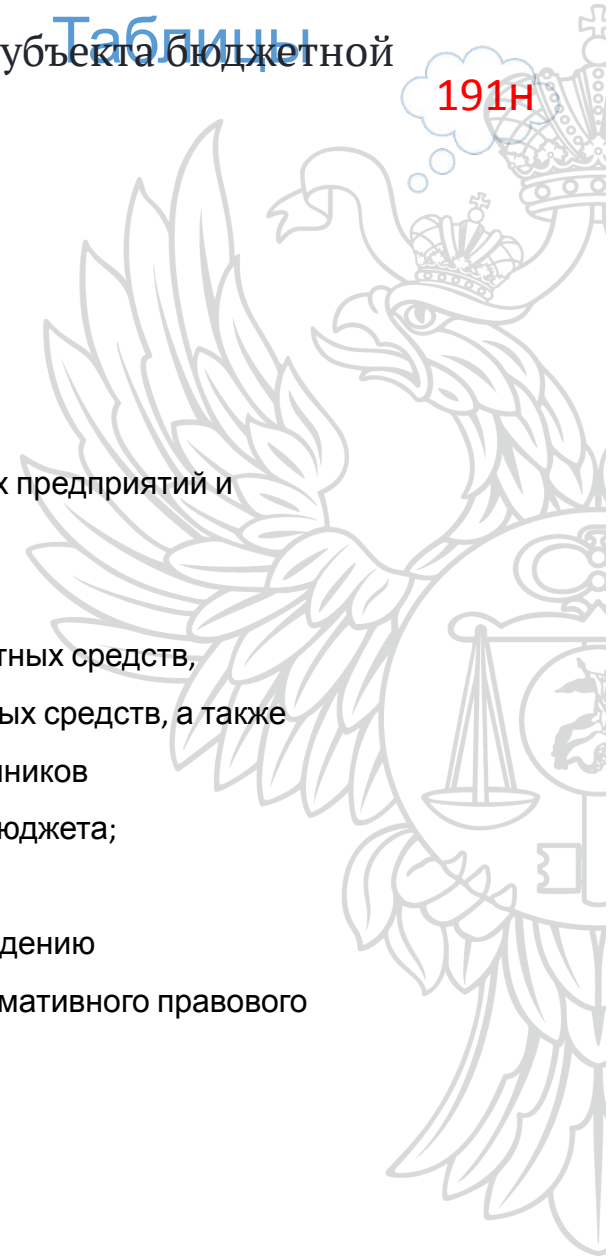 Таблицы
убъекта бюджетной
191н
х предприятий и
тных средств,
ых средств, а также
ников
юджета;
дению
мативного правового